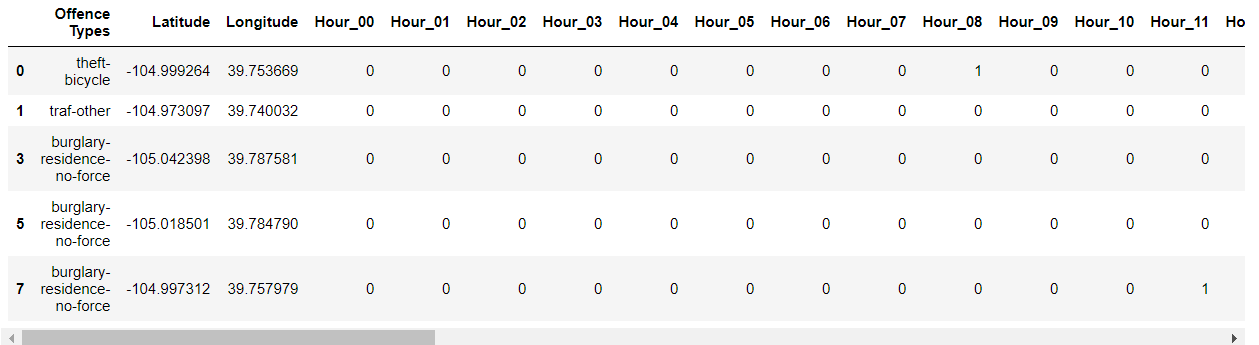 Offence Types Latitude Longitude Hour_00 Hour_01 Hour_02 Hour_03 Hour_04 Hour_05 Hour_06 Hour_07 Hour_08 Hour_09 Hour_10 Hour_11 Ho
0 theft-bicycle -104.999264 39.753669 0 0 0 0 0 0 0 0 1 0 0 0
1 traf-other -104.973097 39.740032 0 0 0 0 0 0 0 0 0 0 0 0
3 burglary-residence-no-force -105.042398 39.787581 0 0 0 0 0 0 0 0 0 0 0 0
5 burglary-residence-no-force -105.018501 39.784790 0 0 0 0 0 0 0 0 0 0 0 0
7 burglary-residence-no-force -104.997312 39.757979 0 0 0 0 0 0 0 0 0 0 0 1